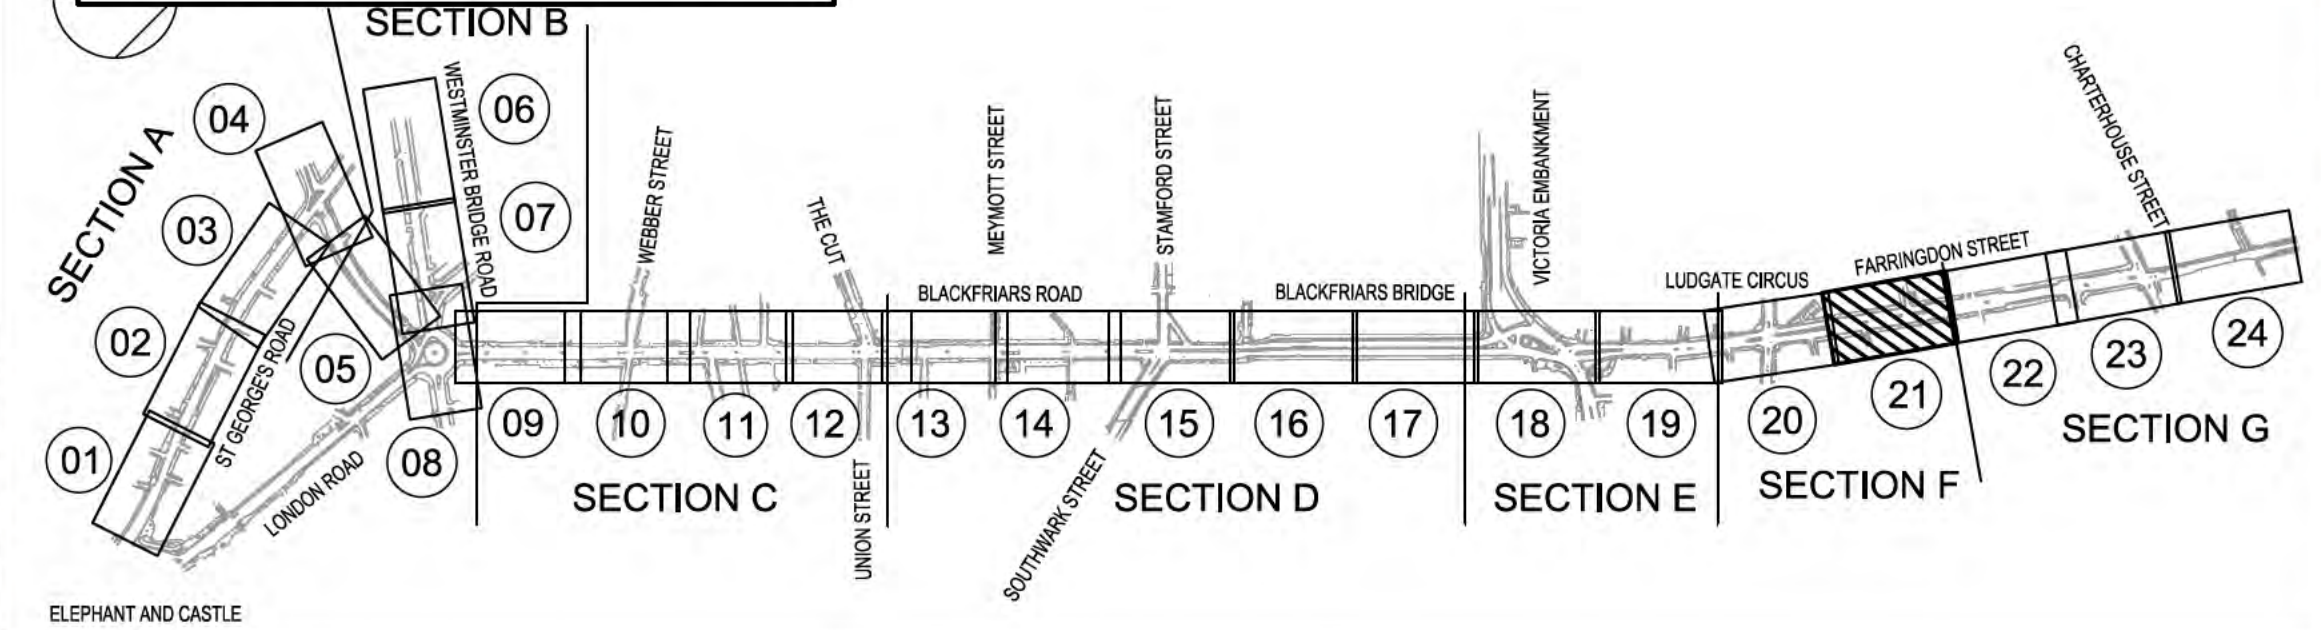 SECTION B
SECTION A
04
06
WESTMINSTER BRIDGE ROAD
03
07
02
ST GEORGE'S ROAD
05
01
LONDON ROAD
08
ELEPHANT AND CASTLE
WEBBER STREET
THE CUT
MEYMOTT STREET
STAMFORD STREET
VICTORIA EMBANKMENT
CHARTERHOUSE STREET
BLACKFRIARS ROAD
BLACKFRIARS BRIDGE
LUDGATE CIRCUS
FARRINGDON STREET
09
10
11
12
13
14
15
16
17
18
19
20
21
22
23
24
SECTION C
UNION STREET
SOUTHWARK STREET
SECTION D
SECTION E
SECTION F
SECTION G